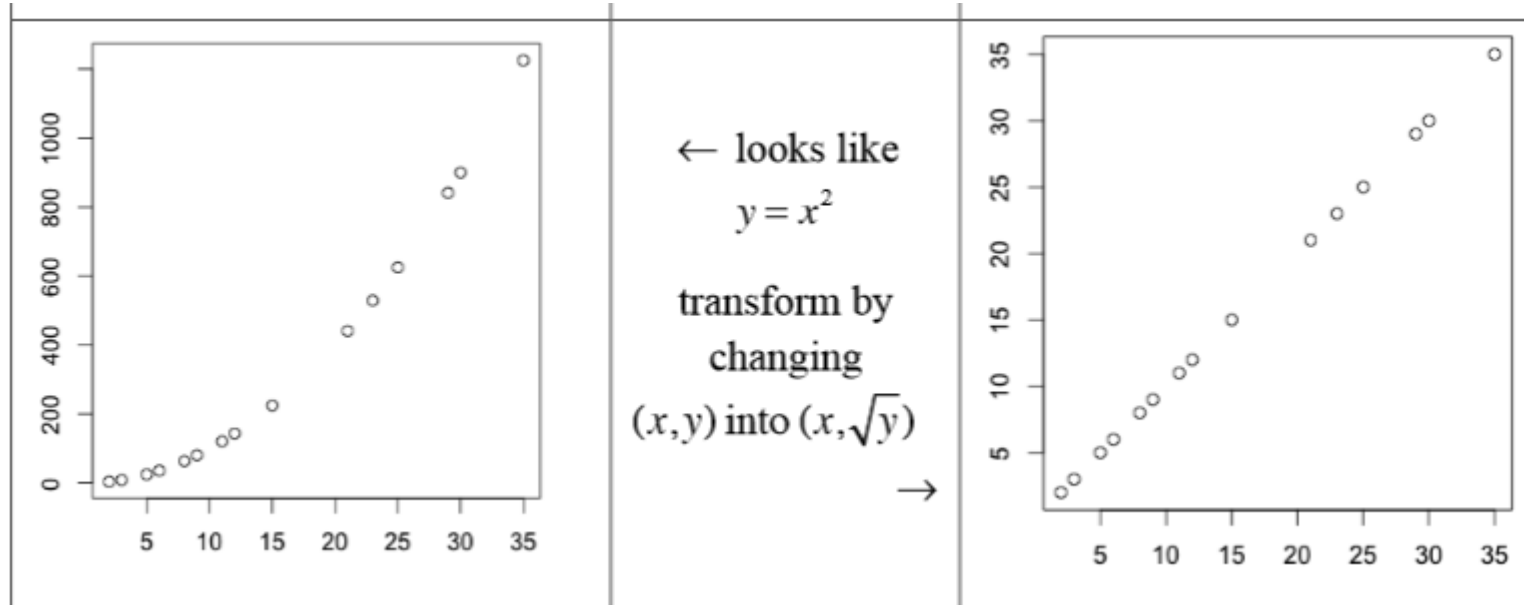 1000
800
600
400
200
0
5 10 15 20 25 30 35
← looks like
y = x²
transform by
changing
(x, y) into (x, √y)
→
35
30
25
20
15
10
5
5 10 15 20 25 30 35